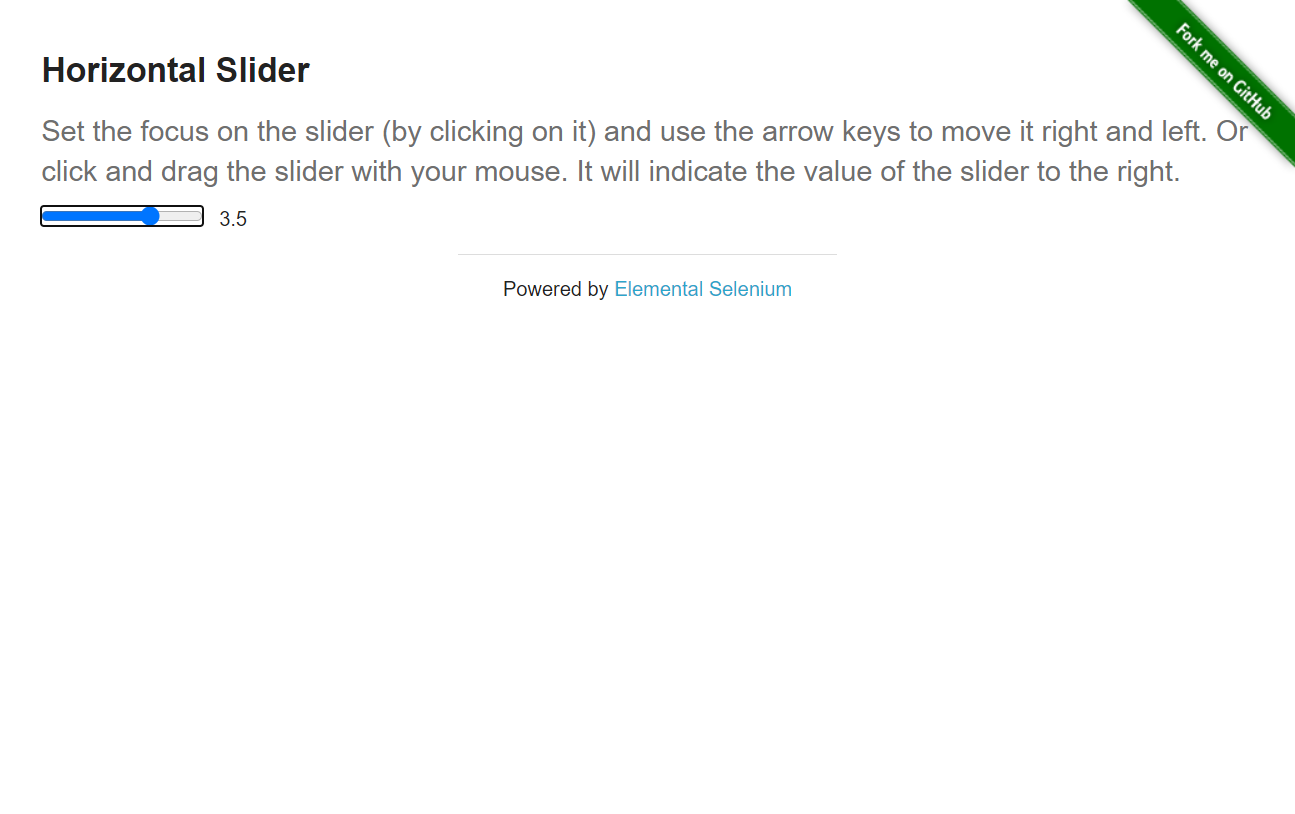 Fork me on GitHub
Horizontal Slider
Set the focus on the slider (by clicking on it) and use the arrow keys to move it right and left. Or
click and drag the slider with your mouse. It will indicate the value of the slider to the right.
3.5
Powered by Elemental Selenium